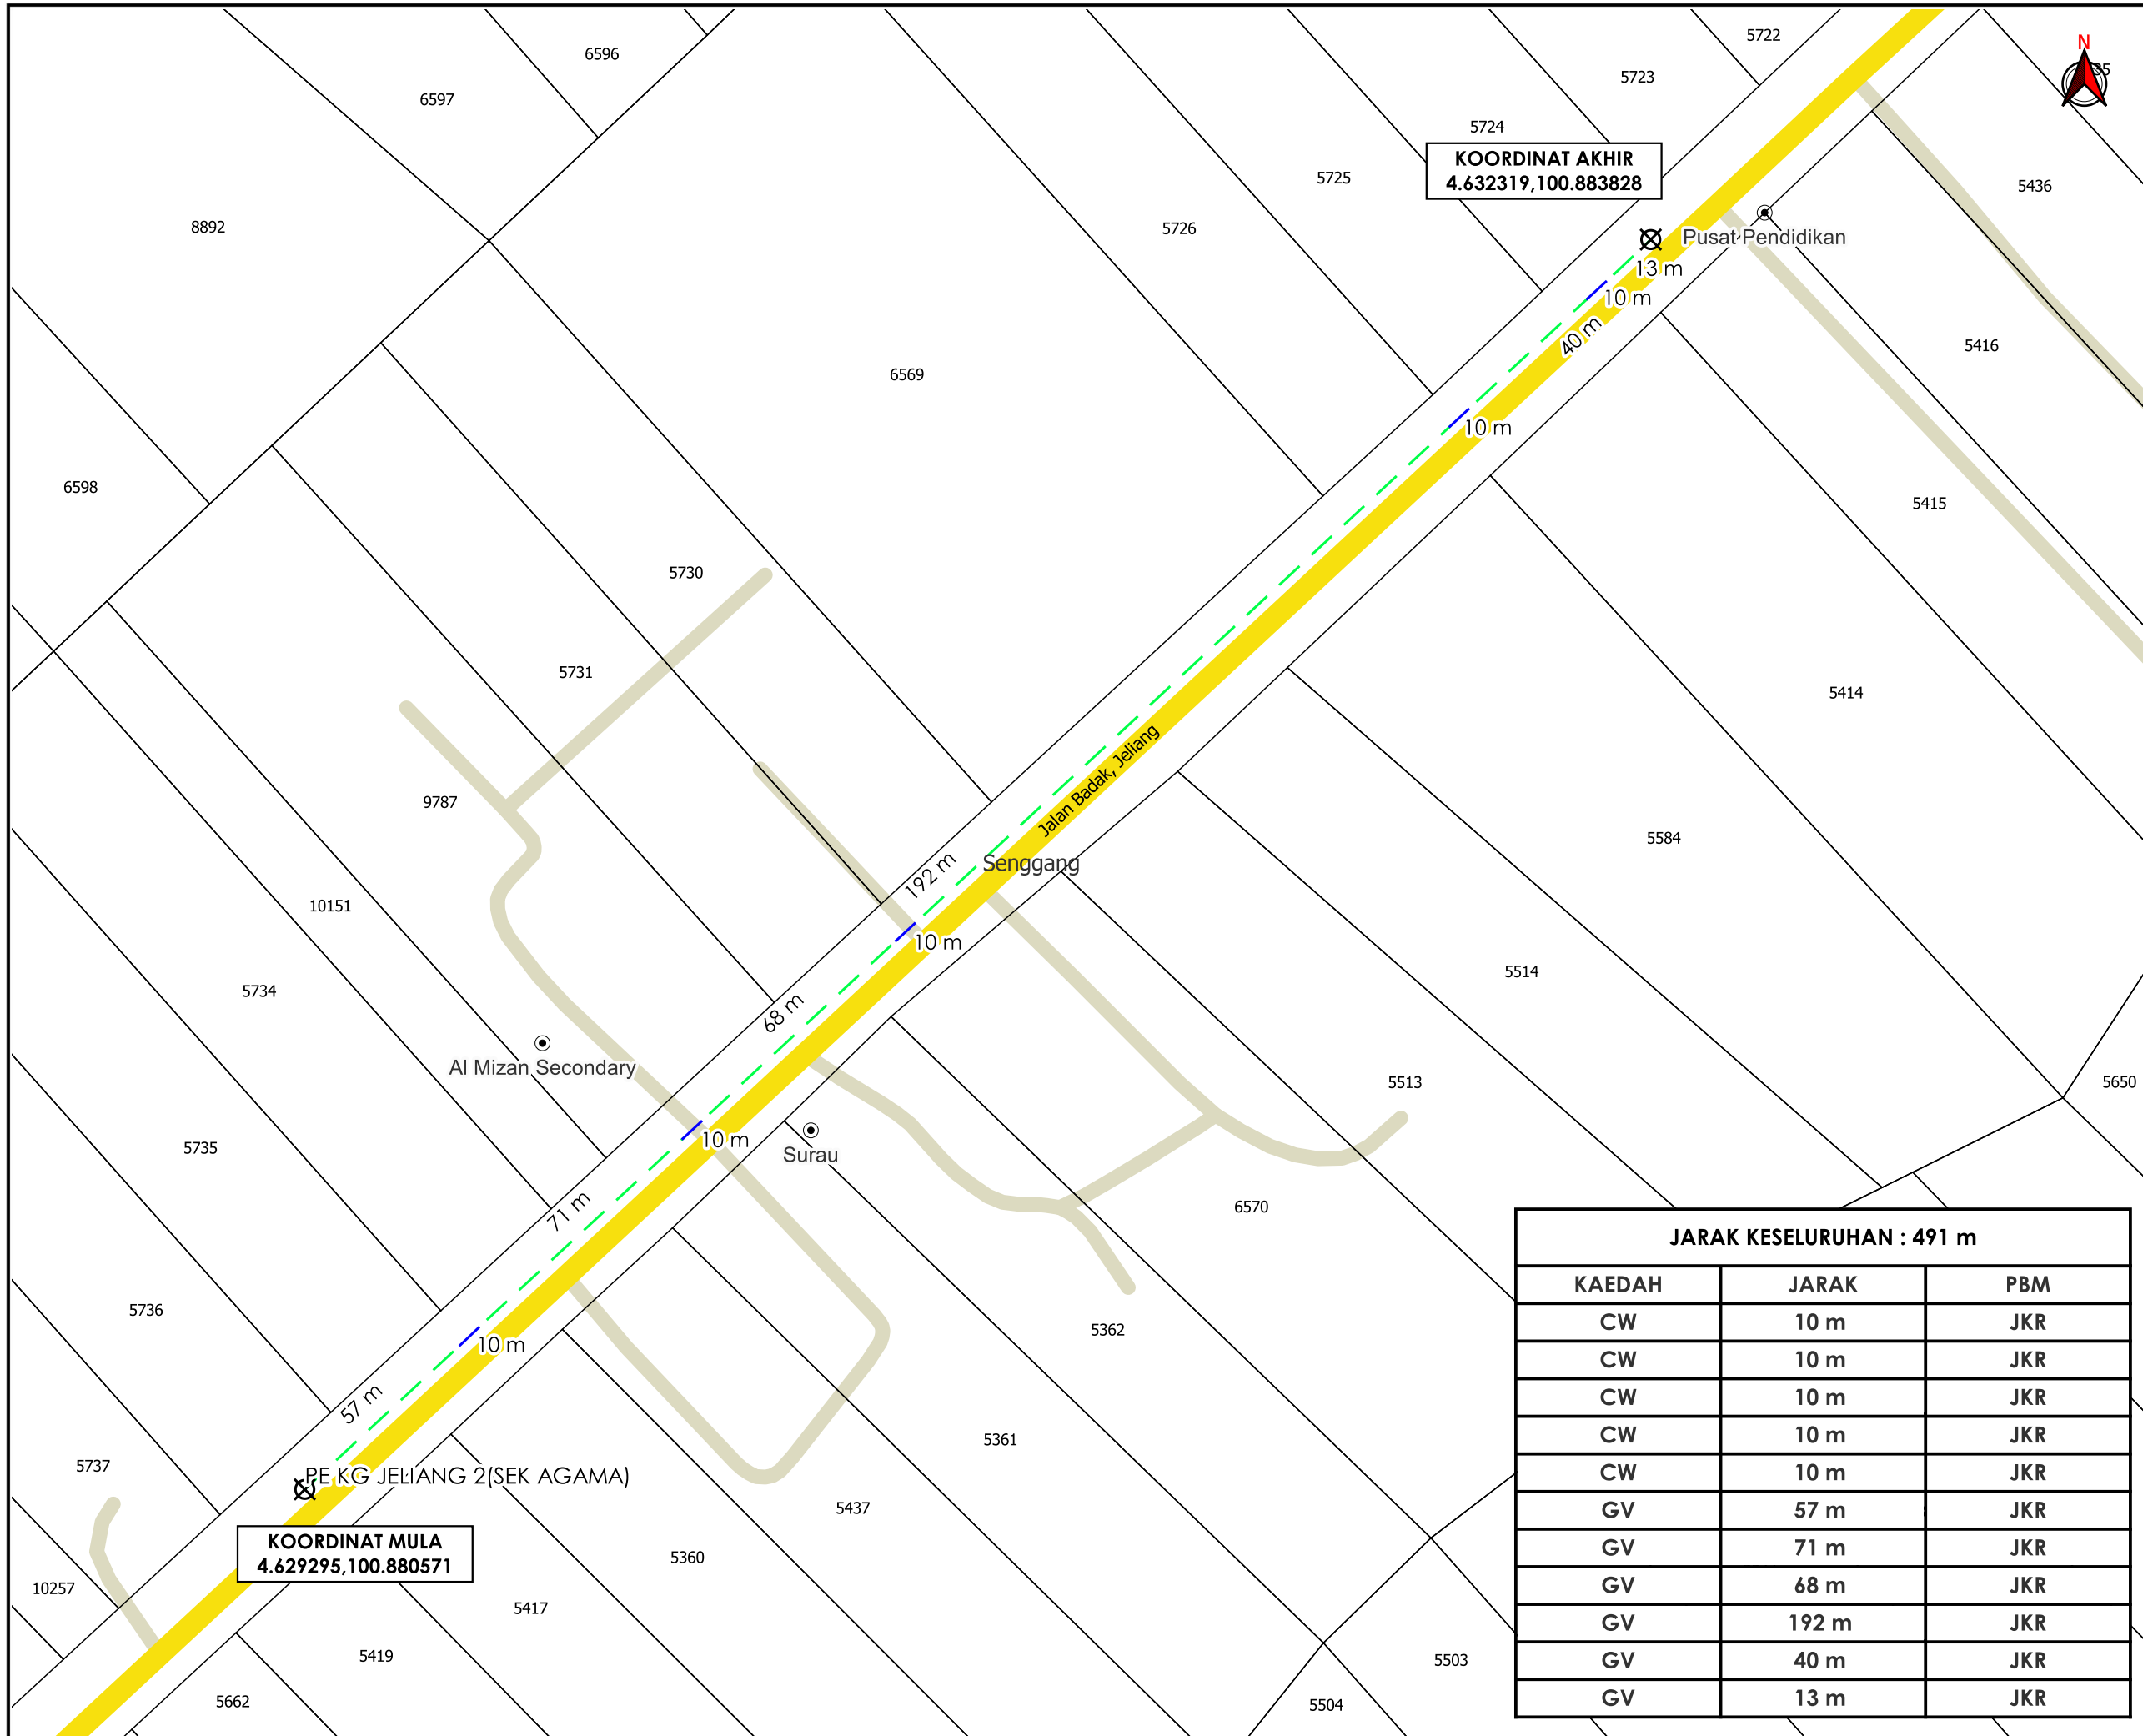 5722
6596
N
35
5723
6597
5724
KOORDINAT AKHIR
4.632319,100.883828
5725
5436
8892
5726
Pusat Pendidikan
13 m
10 m
40 m
5416
6569
10 m
6598
5415
5730
5731
5414
Jalan Badak, Jeliang
9787
5584
192 m
Senggang
10151
10 m
5514
5734
68 m
Al Mizan Secondary
5513
5650
10 m
5735
Surau
71 m
6570
5736
5362
10 m
57 m
5361
5737
PE KG JELIANG 2(SEK AGAMA)
5437
KOORDINAT MULA
4.629295,100.880571
5360
10257
5417
5419
5503
5662
5504
JARAK KESELURUHAN : 491 m
KAEDAH JARAK PBM
CW 10 m JKR
CW 10 m JKR
CW 10 m JKR
CW 10 m JKR
CW 10 m JKR
GV 57 m JKR
GV 71 m JKR
GV 68 m JKR
GV 192 m JKR
GV 40 m JKR
GV 13 m JKR